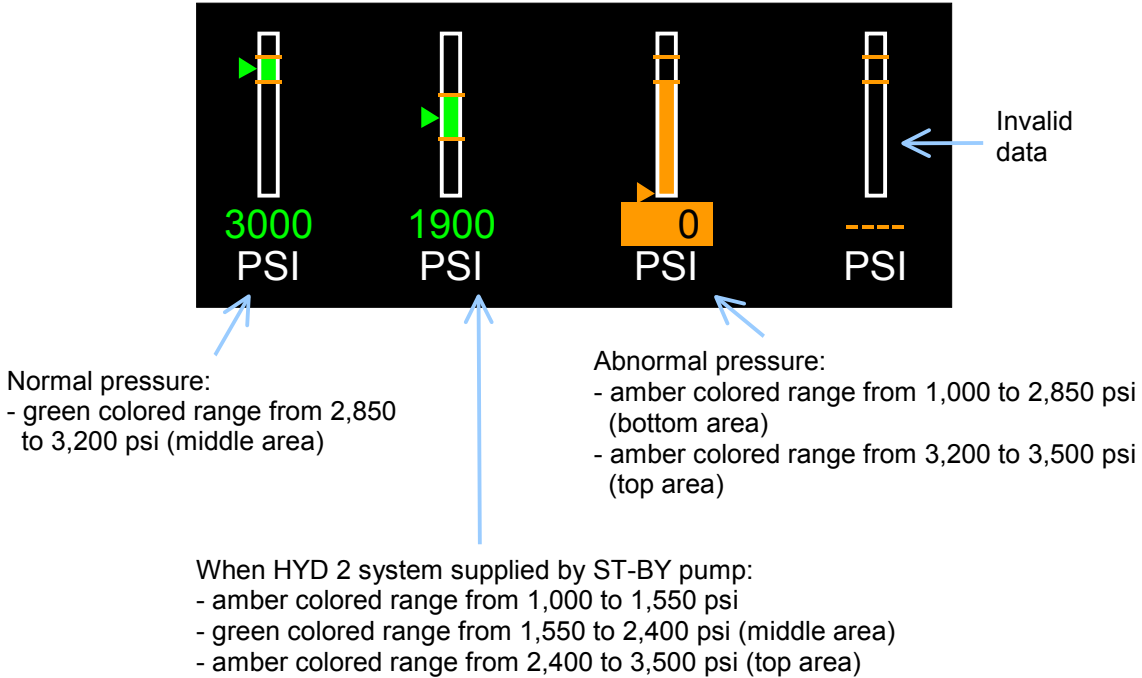 3000
1900
0
----
PSI
PSI
PSI
PSI
Invalid
data
Normal pressure:
- green colored range from 2,850
to 3,200 psi (middle area)
Abnormal pressure:
- amber colored range from 1,000 to 2,850 psi
(bottom area)
- amber colored range from 3,200 to 3,500 psi
(top area)
When HYD 2 system supplied by ST-BY pump:
- amber colored range from 1,000 to 1,550 psi
- green colored range from 1,550 to 2,400 psi (middle area)
- amber colored range from 2,400 to 3,500 psi (top area)